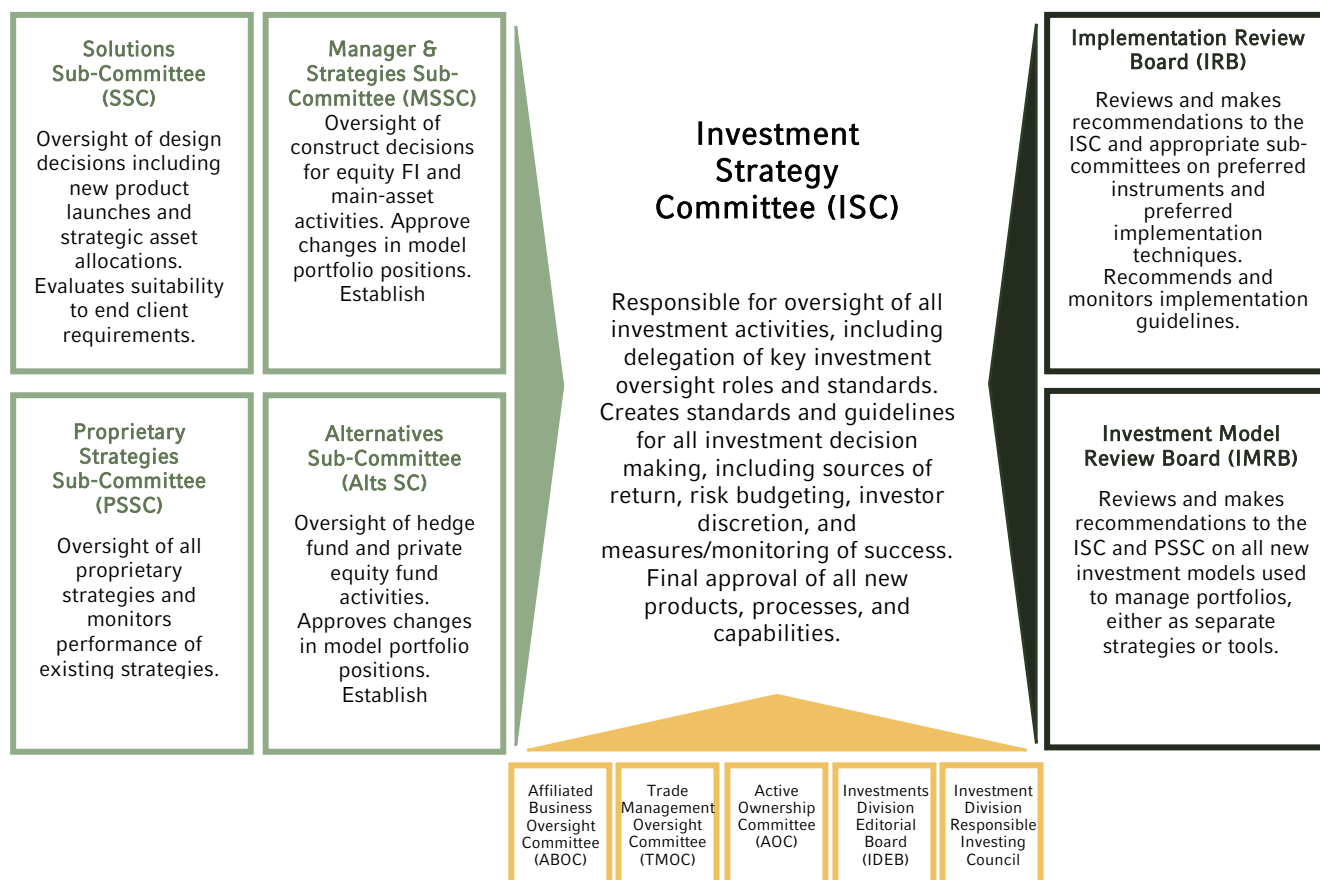 Solutions
Sub-Committee
(SSC)
Oversight of design
decisions including
new product
launches and
strategic asset
allocations.
Evaluates suitability
to end client
requirements.
Manager &
Strategies Sub-
Committee (MSSC)
Oversight of
construct decisions
for equity FI and
main-asset
activities. Approve
changes in model
portfolio positions.
Establish
Proprietary
Strategies
Sub-Committee
(PSSC)
Oversight of all
proprietary
strategies and
monitors
performance of
existing strategies.
Alternatives
Sub-Committee
(Alts SC)
Oversight of hedge
fund and private
equity fund
activities.
Approves changes
in model portfolio
positions.
Establish
Investment
Strategy
Committee (ISC)
Responsible for oversight of all
investment activities, including
delegation of key investment
oversight roles and standards.
Creates standards and guidelines
for all investment decision
making, including sources of
return, risk budgeting, investor
discretion, and
measures/monitoring of success.
Final approval of all new
products, processes, and
capabilities.
Implementation Review
Board (IRB)
Reviews and makes
recommendations to the
ISC and appropriate sub-
committees on preferred
instruments and
preferred
implementation
techniques.
Recommends and
monitors implementation
guidelines.
Investment Model
Review Board (IMRB)
Reviews and makes
recommendations to the
ISC and PSSC on all new
investment models used
to manage portfolios,
either as separate
strategies or tools.
Affiliated
Business
Oversight
Committee
(ABOC)
Trade
Management
Oversight
Committee
(TMOC)
Active
Ownership
Committee
(AOC)
Investments
Division
Editorial
Board
(IDEB)
Investment
Division
Responsible
Investing
Council